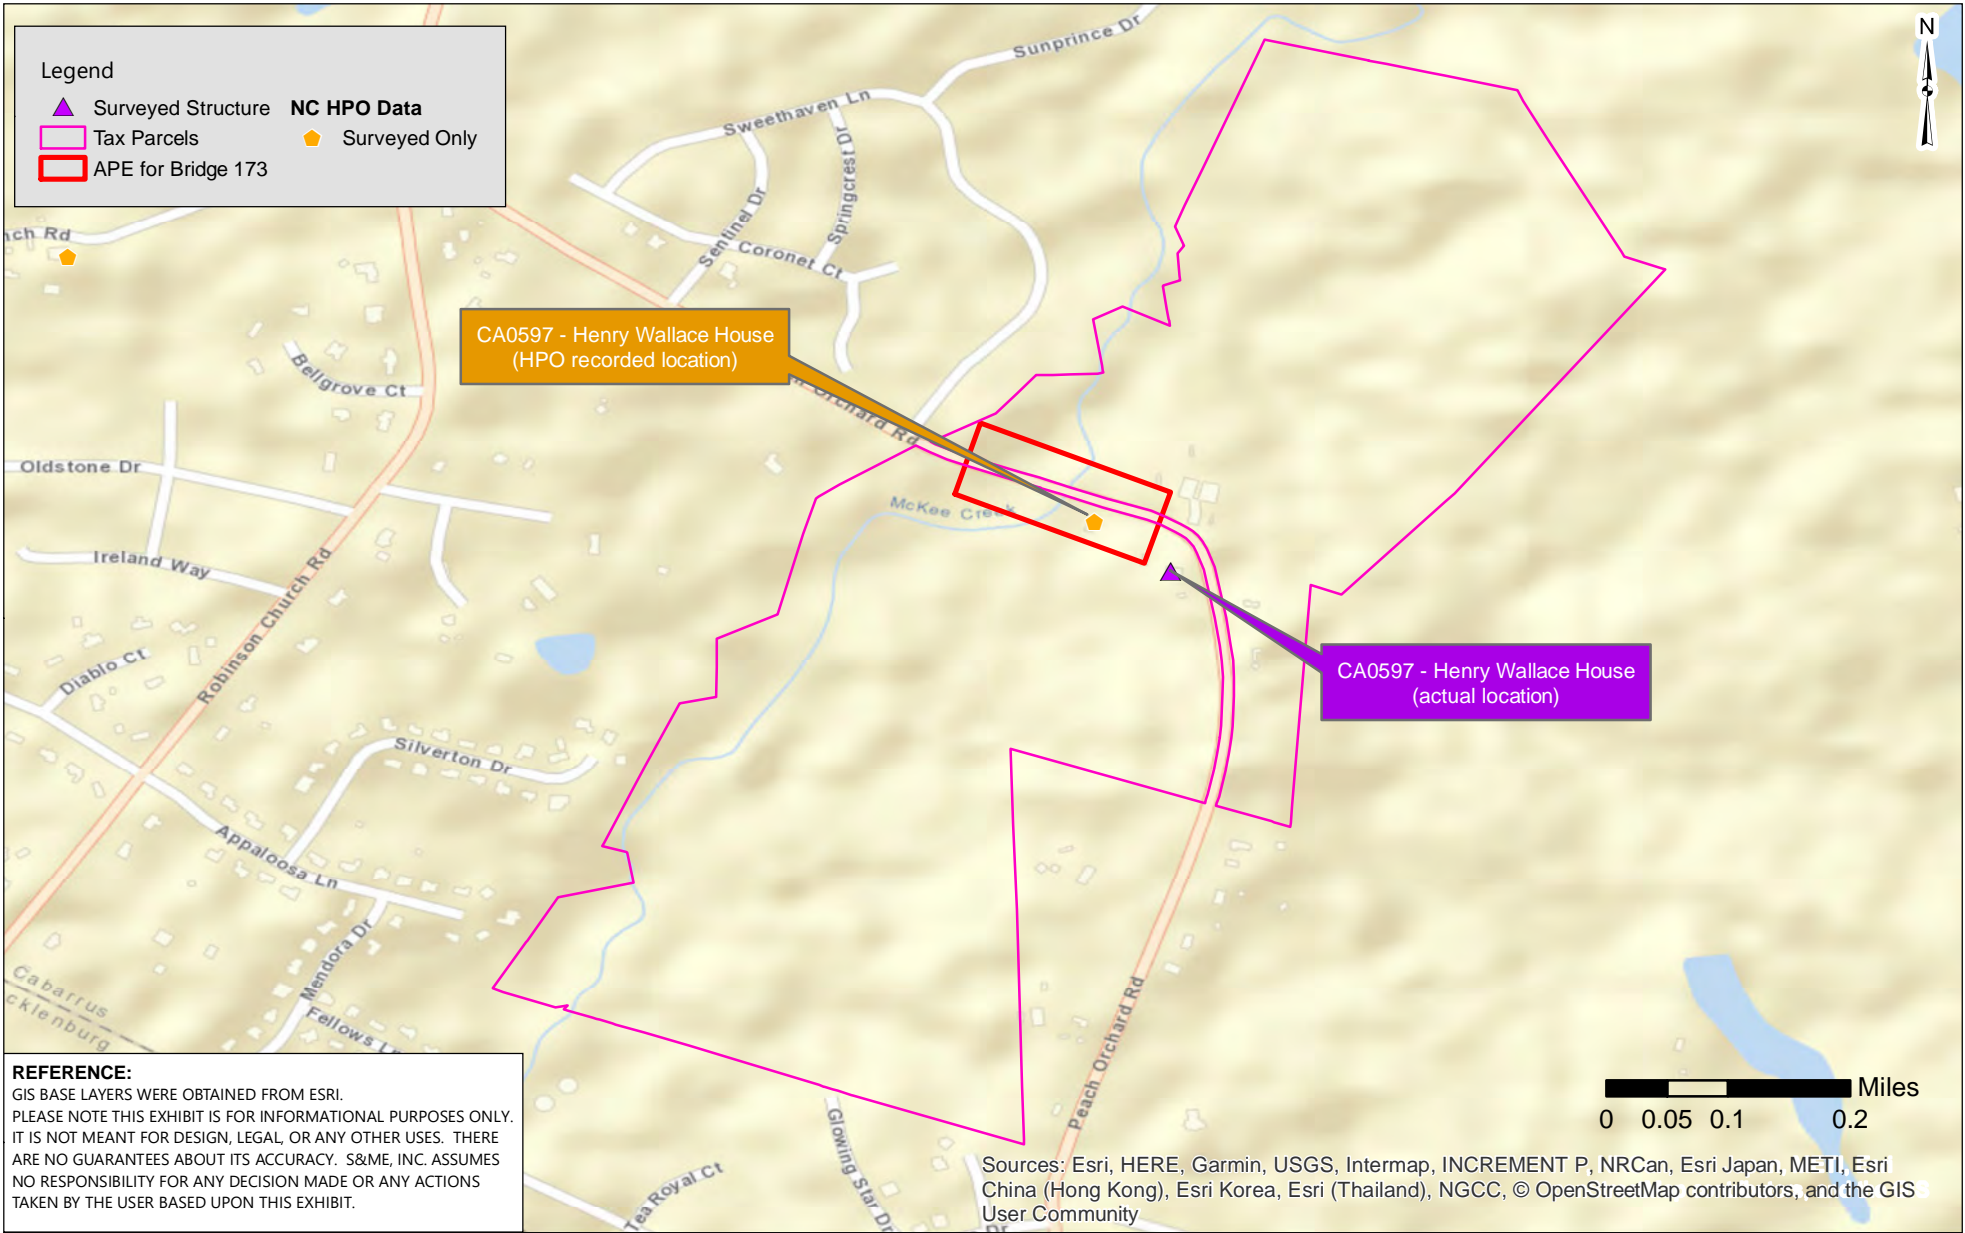 Legend
Surveyed Structure
NC HPO Data
Tax Parcels
Surveyed Only
APE for Bridge 173
N
Sunprince Dr
Sweethaven Ln
Springcrest Dr
Sentinel Dr
Coronet Ct
nch Rd
CA0597 - Henry Wallace House
(HPO recorded location)
Bellgrove Ct
Orchard Rd
Oldstone Dr
McKee Creek
Ireland Way
Robinson Church Rd
CA0597 - Henry Wallace House
(actual location)
Diablo Ct
Silverton Dr
Appaloosa Ln
Mendora Dr
Cabarrus
cklenburg
Fellows Ln
Peach Orchard Rd
Glowing Star Dr
Tea Royal Ct
Dr
REFERENCE:
GIS BASE LAYERS WERE OBTAINED FROM ESRI.
PLEASE NOTE THIS EXHIBIT IS FOR INFORMATIONAL PURPOSES ONLY.
IT IS NOT MEANT FOR DESIGN, LEGAL, OR ANY OTHER USES. THERE
ARE NO GUARANTEES ABOUT ITS ACCURACY. S&ME, INC. ASSUMES
NO RESPONSIBILITY FOR ANY DECISION MADE OR ANY ACTIONS
TAKEN BY THE USER BASED UPON THIS EXHIBIT.
Miles
0 0.05 0.1 0.2
Sources: Esri, HERE, Garmin, USGS, Intermap, INCREMENT P, NRCan, Esri Japan, METI, Esri
China (Hong Kong), Esri Korea, Esri (Thailand), NGCC, © OpenStreetMap contributors, and the GIS
User Community